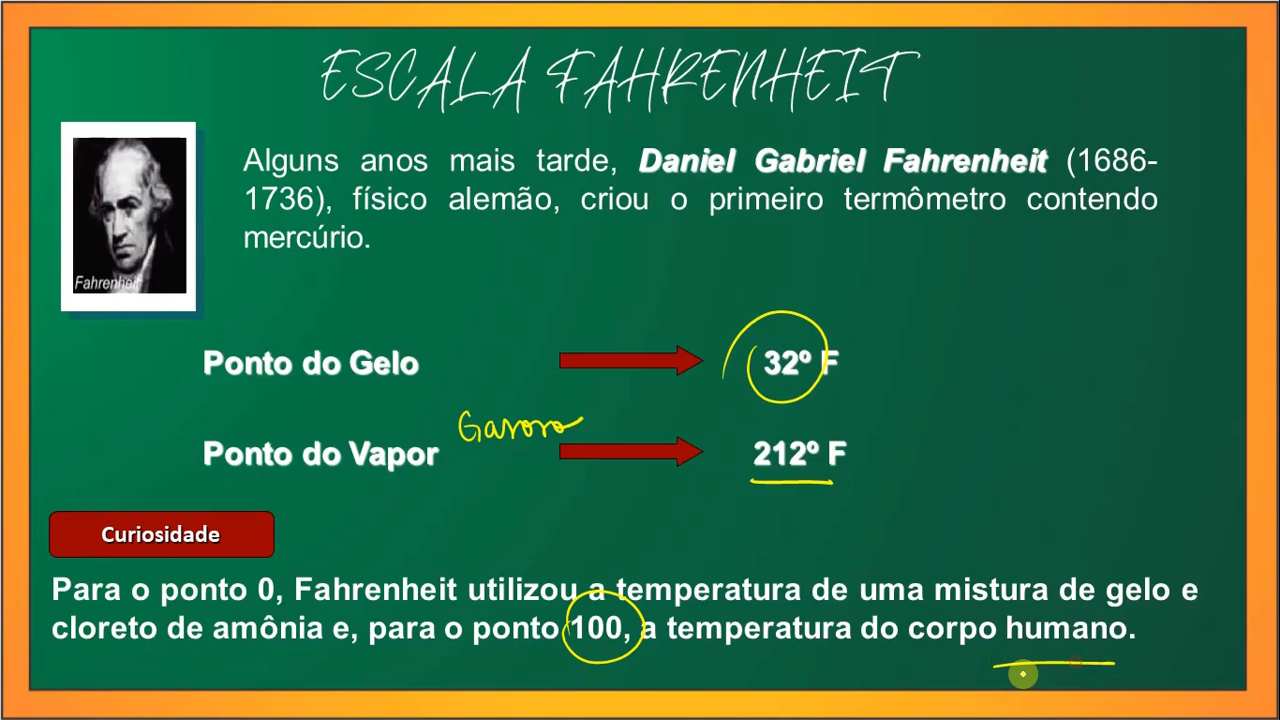 ESCALA FAHRENHEIT
Alguns anos mais tarde, Daniel Gabriel Fahrenheit (1686-
1736), físico alemão, criou o primeiro termômetro contendo
mercúrio.
Fahrenheit
Ponto do Gelo 32º F
Gasoso
Ponto do Vapor 212º F
Curiosidade
Para o ponto 0, Fahrenheit utilizou a temperatura de uma mistura de gelo e
cloreto de amônia e, para o ponto 100, a temperatura do corpo humano.